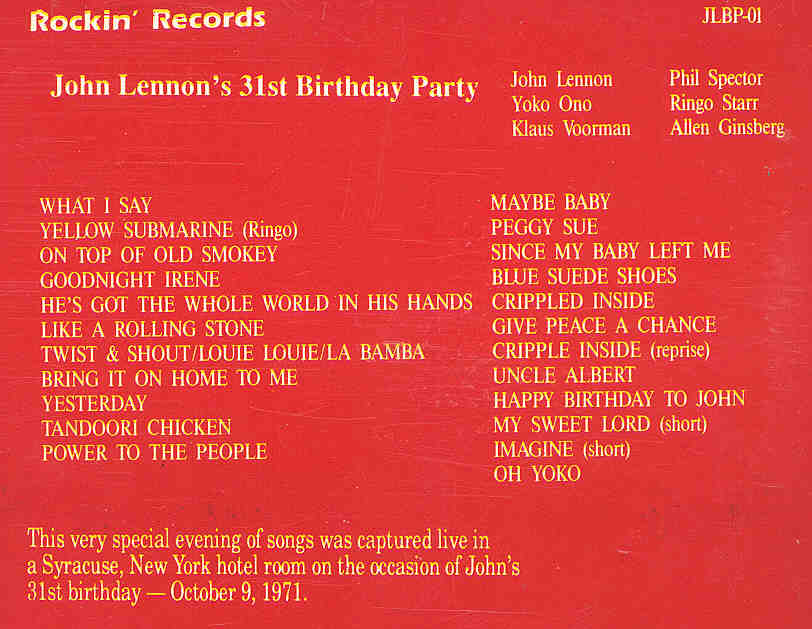 Rockin' Records
JLBP-01
John Lennon's 31st Birthday Party
John Lennon
Yoko Ono
Klaus Voorman
Phil Spector
Ringo Starr
Allen Ginsberg
WHAT I SAY
YELLOW SUBMARINE (Ringo)
ON TOP OF OLD SMOKEY
GOODNIGHT IRENE
HE'S GOT THE WHOLE WORLD IN HIS HANDS
LIKE A ROLLING STONE
TWIST & SHOUT/LOUIE LOUIE/LA BAMBA
BRING IT ON HOME TO ME
YESTERDAY
TANDOORI CHICKEN
POWER TO THE PEOPLE
MAYBE BABY
PEGGY SUE
SINCE MY BABY LEFT ME
BLUE SUEDE SHOES
CRIPPLED INSIDE
GIVE PEACE A CHANCE
CRIPPLE INSIDE (reprise)
UNCLE ALBERT
HAPPY BIRTHDAY TO JOHN
MY SWEET LORD (short)
IMAGINE (short)
OH YOKO
This very special evening of songs was captured live in
a Syracuse, New York hotel room on the occasion of John's
31st birthday — October 9, 1971.